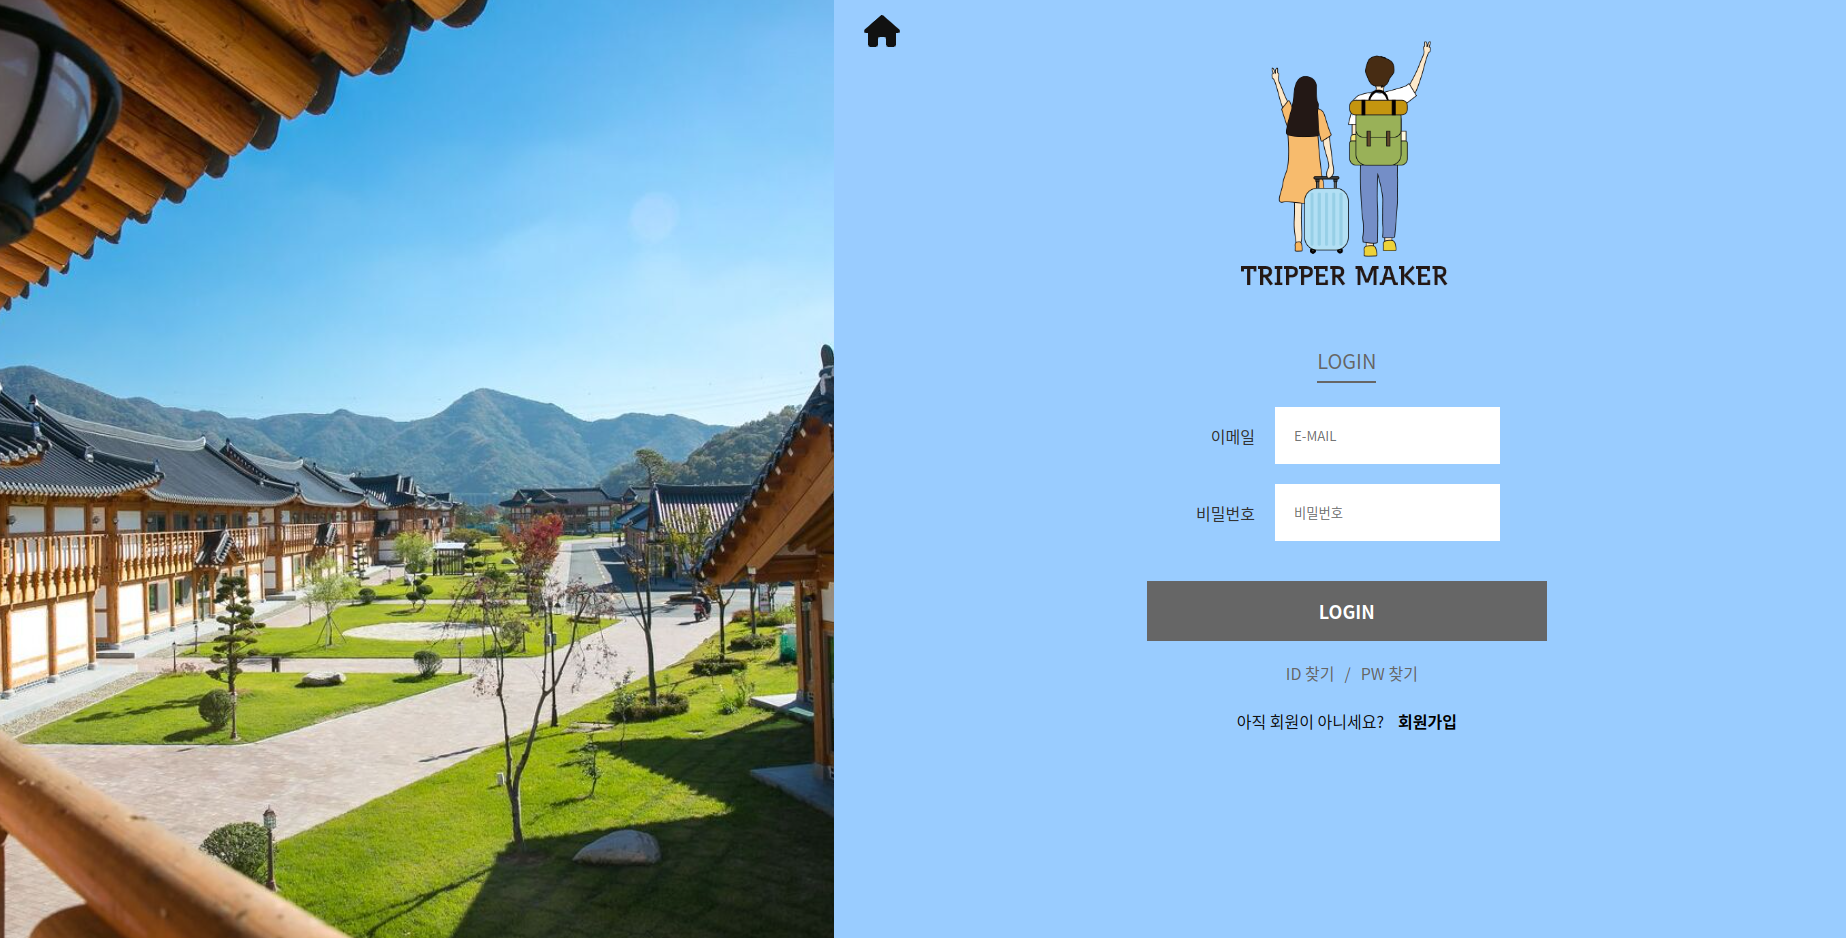 TRIPPER MAKER
LOGIN
이메일 E-MAIL
비밀번호 비밀번호
LOGIN
ID 찾기 / PW 찾기
아직 회원이 아니세요? 회원가입